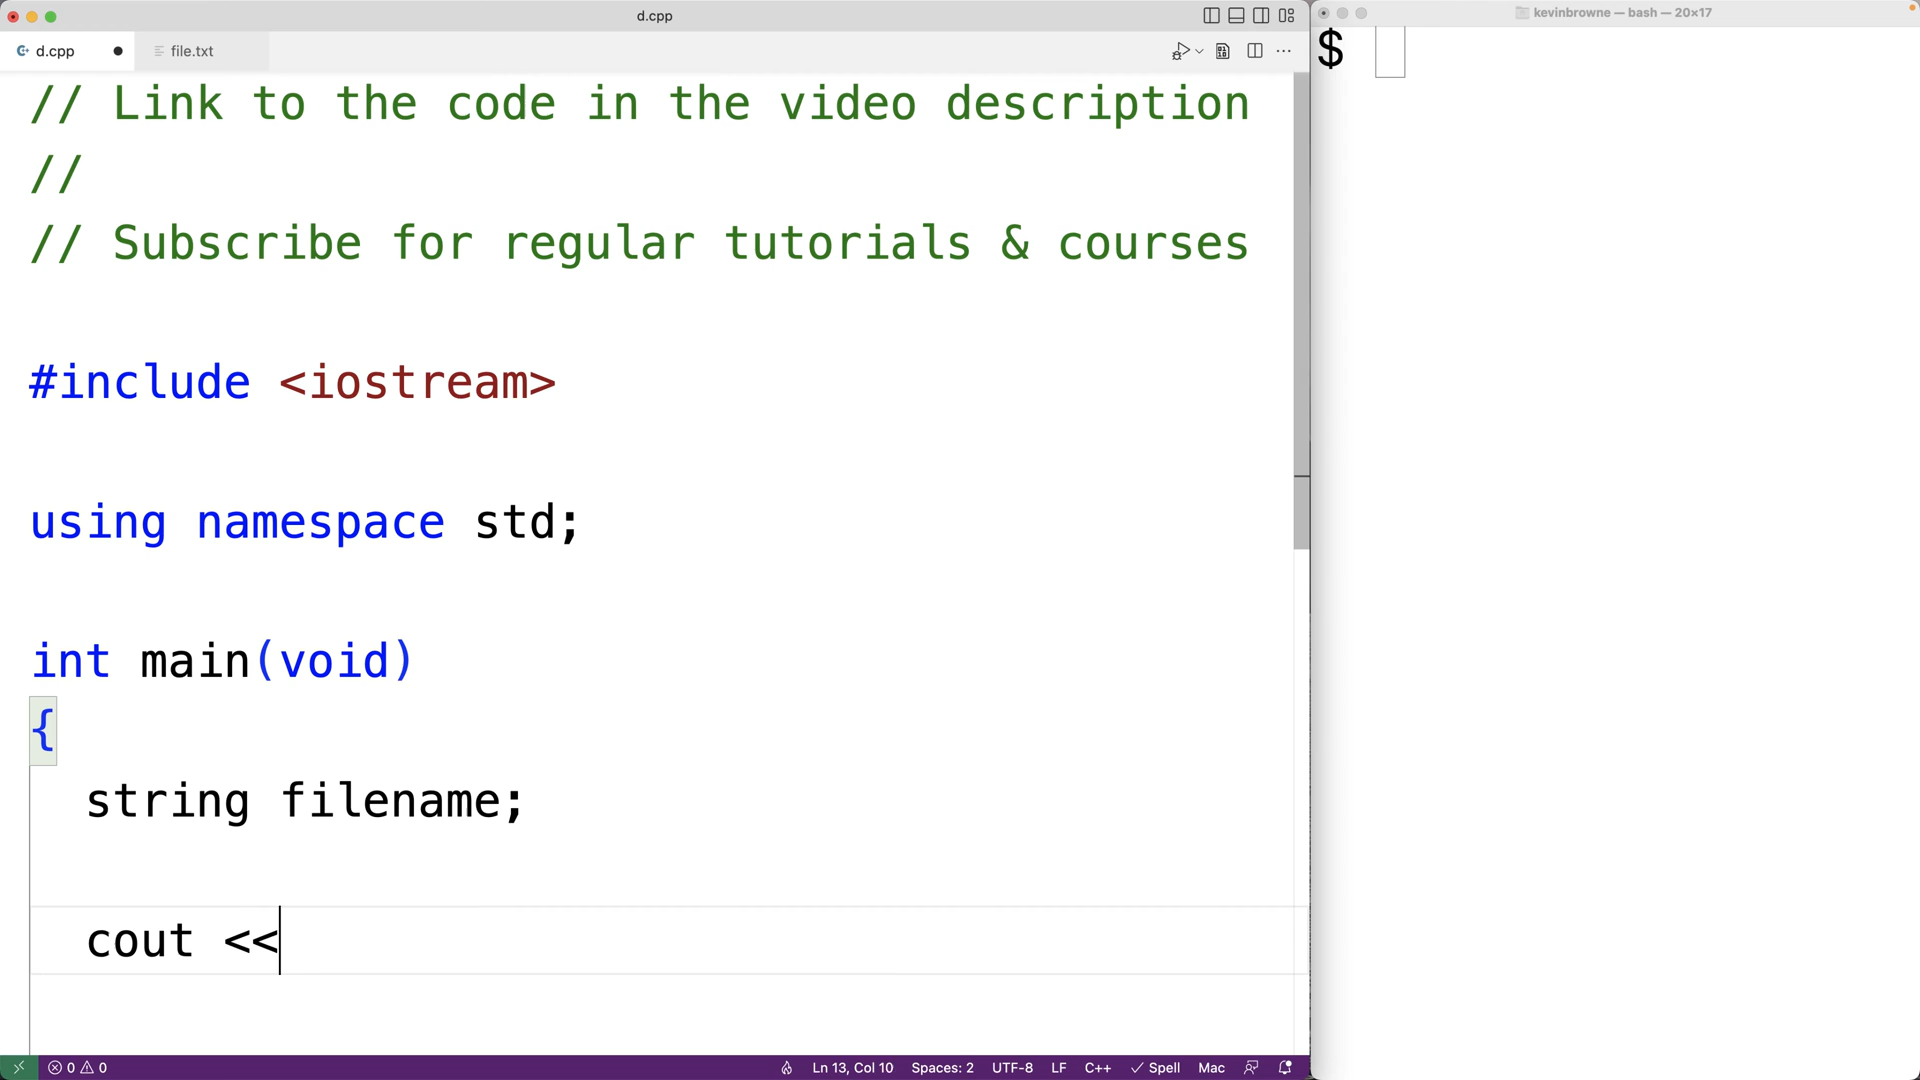 d.cpp
kevinbrowne — bash — 20×17
d.cpp
file.txt
$
// Link to the code in the video description
//
// Subscribe for regular tutorials & courses
#include <iostream>
using namespace std;
int main(void)
{
string filename;
cout <<
0 0
Ln 13, Col 10
Spaces: 2
UTF-8
LF
C++
Spell
Mac